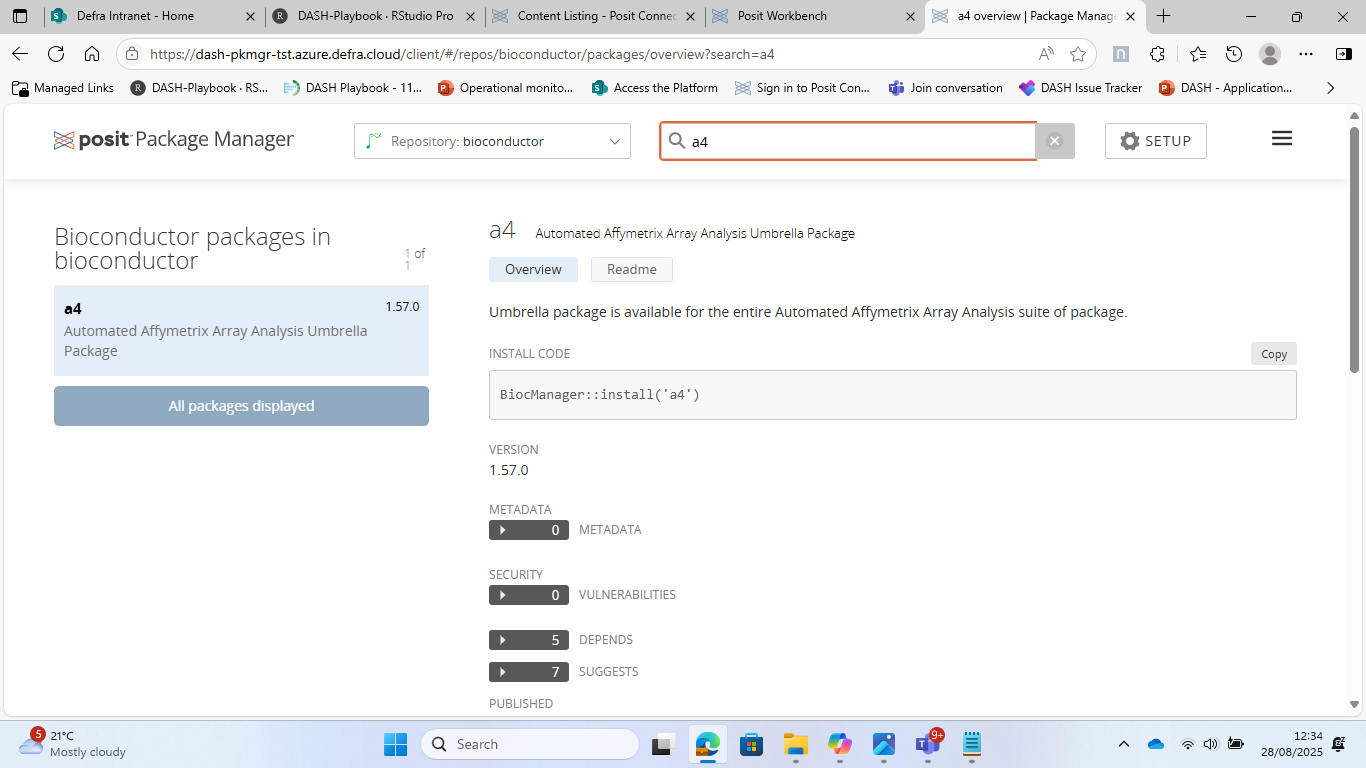 Defra Intranet - Home
DASH-Playbook · RStudio Pro
Content Listing - Posit Connec
Posit Workbench
a4 overview | Package Manage
https://dash-pkmgr-tst.azure.defra.cloud/client/#/repos/bioconductor/packages/overview?search=a4
Managed Links
DASH-Playbook · RS...
DASH Playbook - 11...
Operational monito...
Access the Platform
Sign in to Posit Con...
Join conversation
DASH Issue Tracker
DASH - Application...
posit Package Manager
Repository: bioconductor
a4
SETUP
Bioconductor packages in
bioconductor
1 of
1
a4
1.57.0
Automated Affymetrix Array Analysis Umbrella
Package
All packages displayed
a4 Automated Affymetrix Array Analysis Umbrella Package
Overview
Readme
Umbrella package is available for the entire Automated Affymetrix Array Analysis suite of package.
INSTALL CODE
Copy
BiocManager::install('a4')
VERSION
1.57.0
METADATA
0 METADATA
SECURITY
0 VULNERABILITIES
5 DEPENDS
7 SUGGESTS
PUBLISHED
5
21°C
Mostly cloudy
Search
9+
12:34
28/08/2025